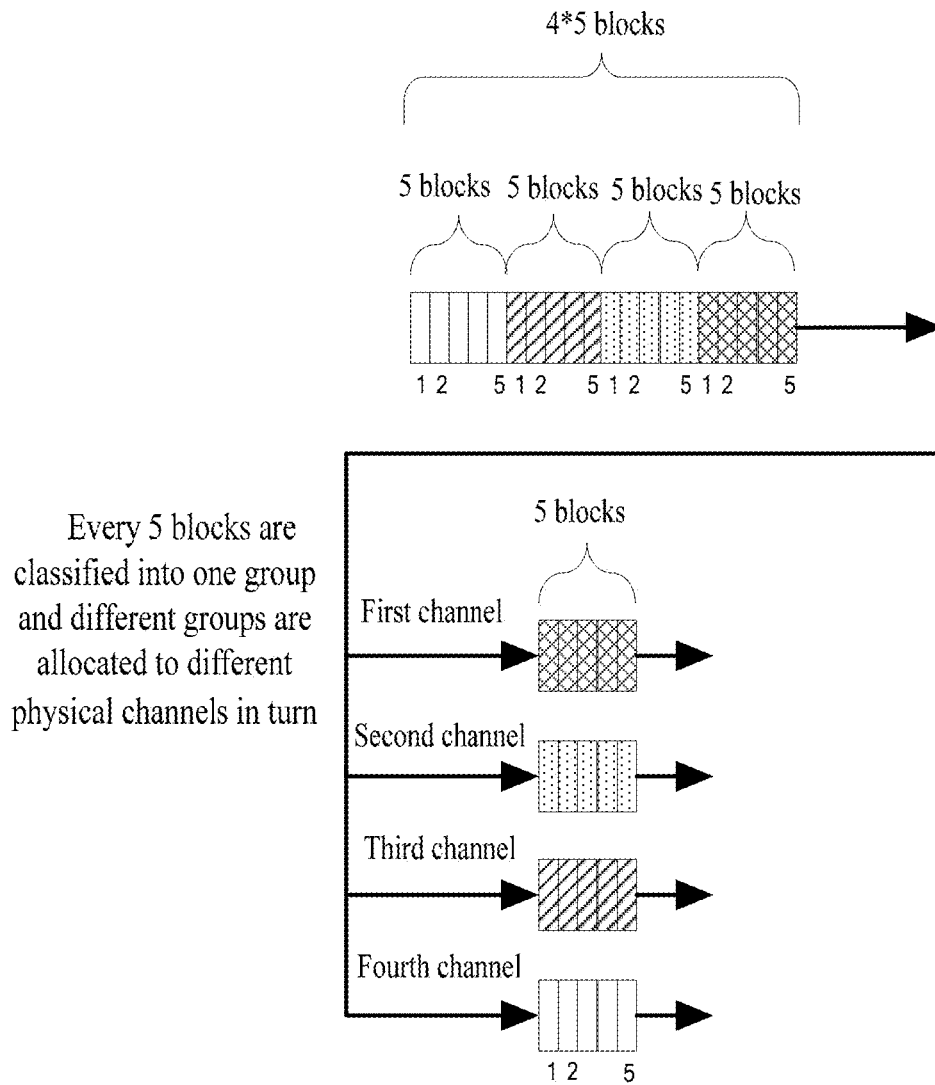 4*5 blocks
5 blocks 5 blocks 5 blocks 5 blocks
1 2 5 1 2 5 1 2 5 1 2 5
Every 5 blocks are
classified into one group
and different groups are
allocated to different
physical channels in turn
5 blocks
First channel
Second channel
Third channel
Fourth channel
1 2 5